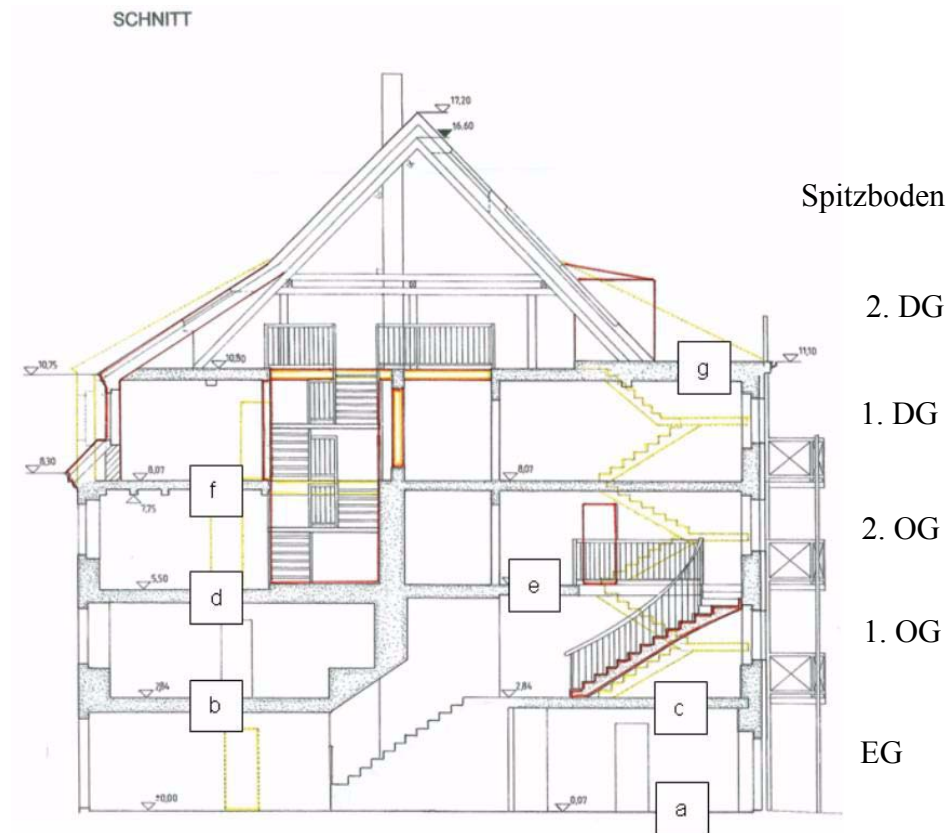 SCHNITT
17,20
16.60
Spitzboden
2. DG
10,75
10,80
11,10
g
1. DG
8,30
8,07
8,07
f
7,75
2. OG
5,50
d
e
1. OG
2,84
2,84
b
c
EG
±0,00
0,07
a